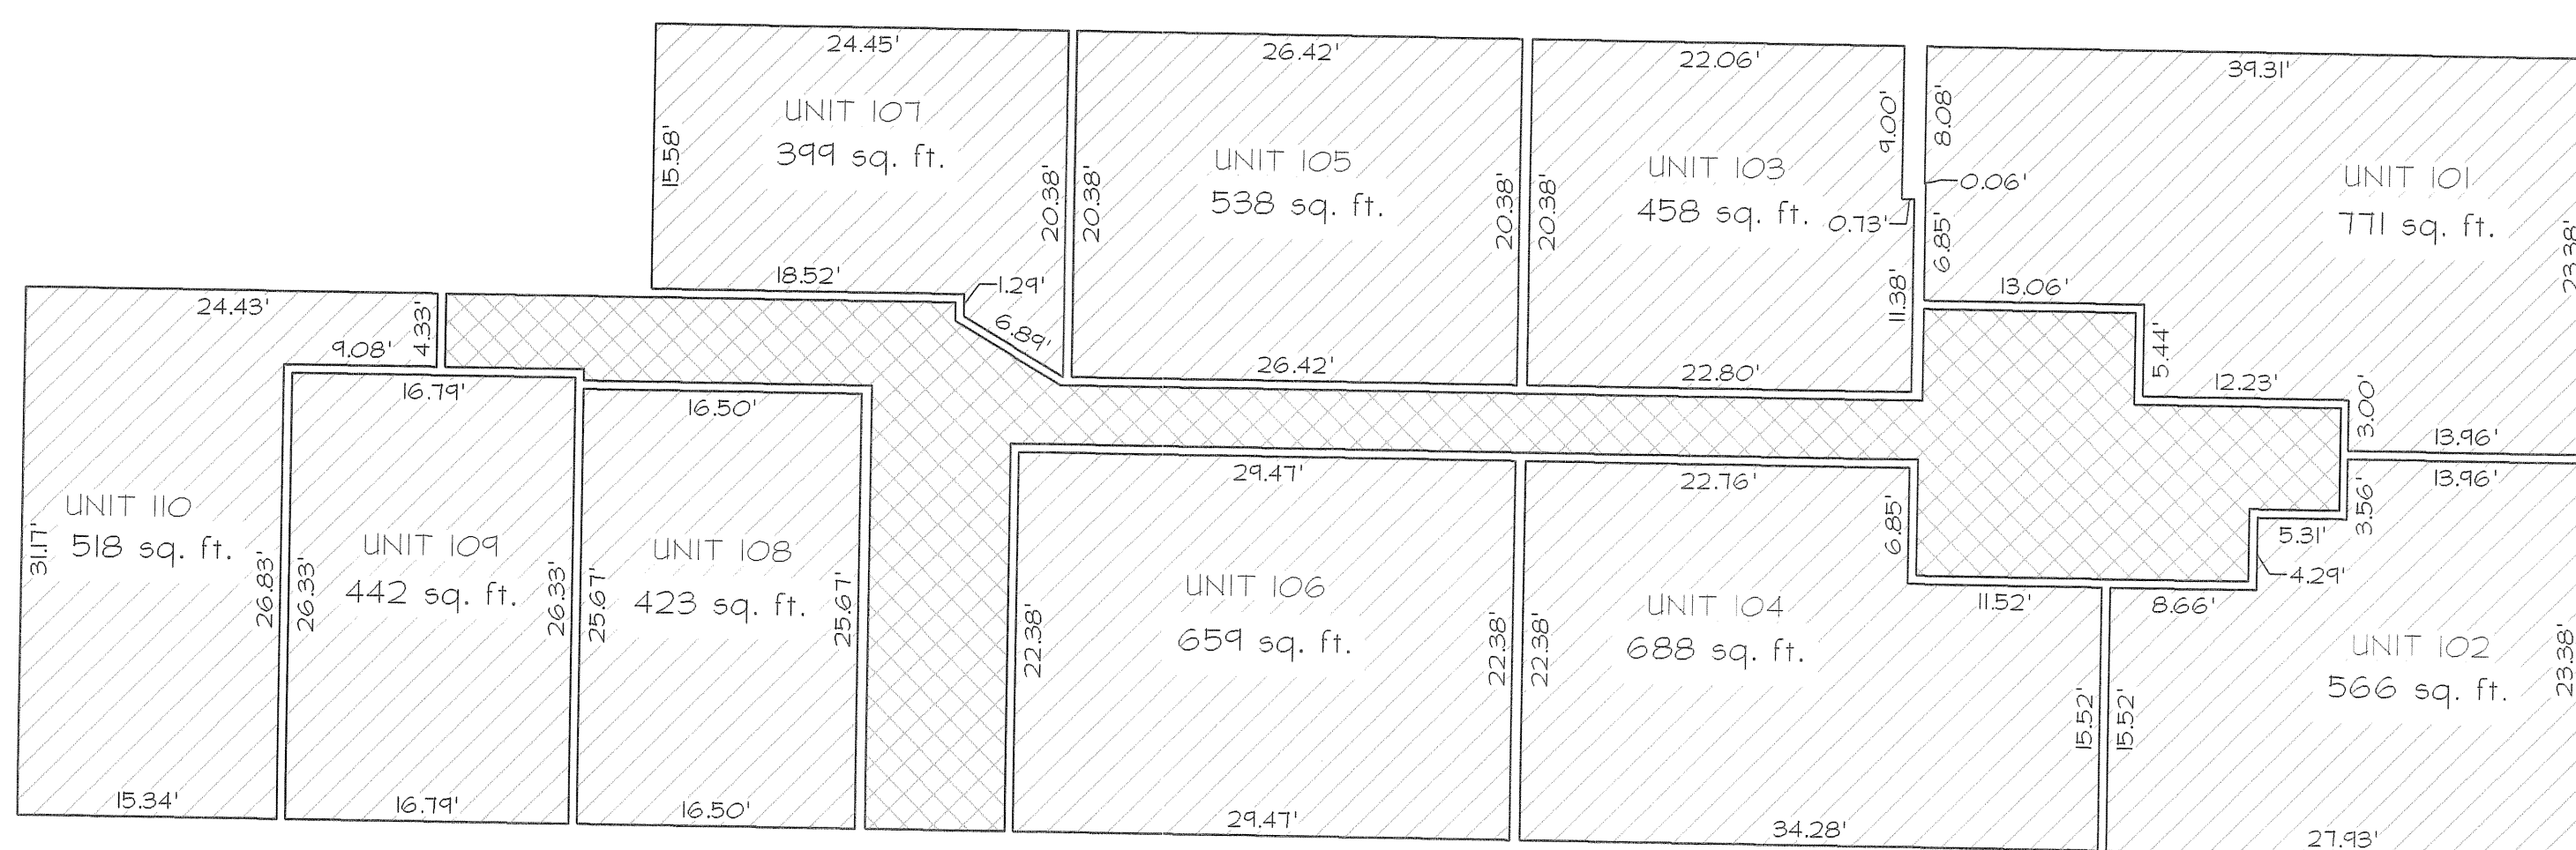 24.45'
UNIT 107
399 sq. ft.
15.58'
20.38'
18.52'
1.29'
6.89'
26.42'
UNIT 105
538 sq. ft.
20.38'
20.38'
26.42'
22.06'
UNIT 103
458 sq. ft.
20.38'
9.00'
0.73'
11.38'
22.80'
39.31'
8.08'
0.06'
6.85'
UNIT 101
771 sq. ft.
23.38'
13.06'
5.44'
12.23'
3.00'
13.96'
24.43'
4.33'
9.08'
UNIT 110
518 sq. ft.
31.17'
26.83'
15.34'
16.79'
UNIT 109
442 sq. ft.
26.33'
26.33'
16.79'
16.50'
UNIT 108
423 sq. ft.
25.67'
25.67'
16.50'
29.47'
UNIT 106
659 sq. ft.
22.38'
22.38'
29.47'
22.76'
6.85'
UNIT 104
688 sq. ft.
22.38'
11.52'
15.52'
34.28'
13.96'
3.56'
5.31'
4.29'
8.66'
UNIT 102
566 sq. ft.
15.52'
23.38'
27.93'